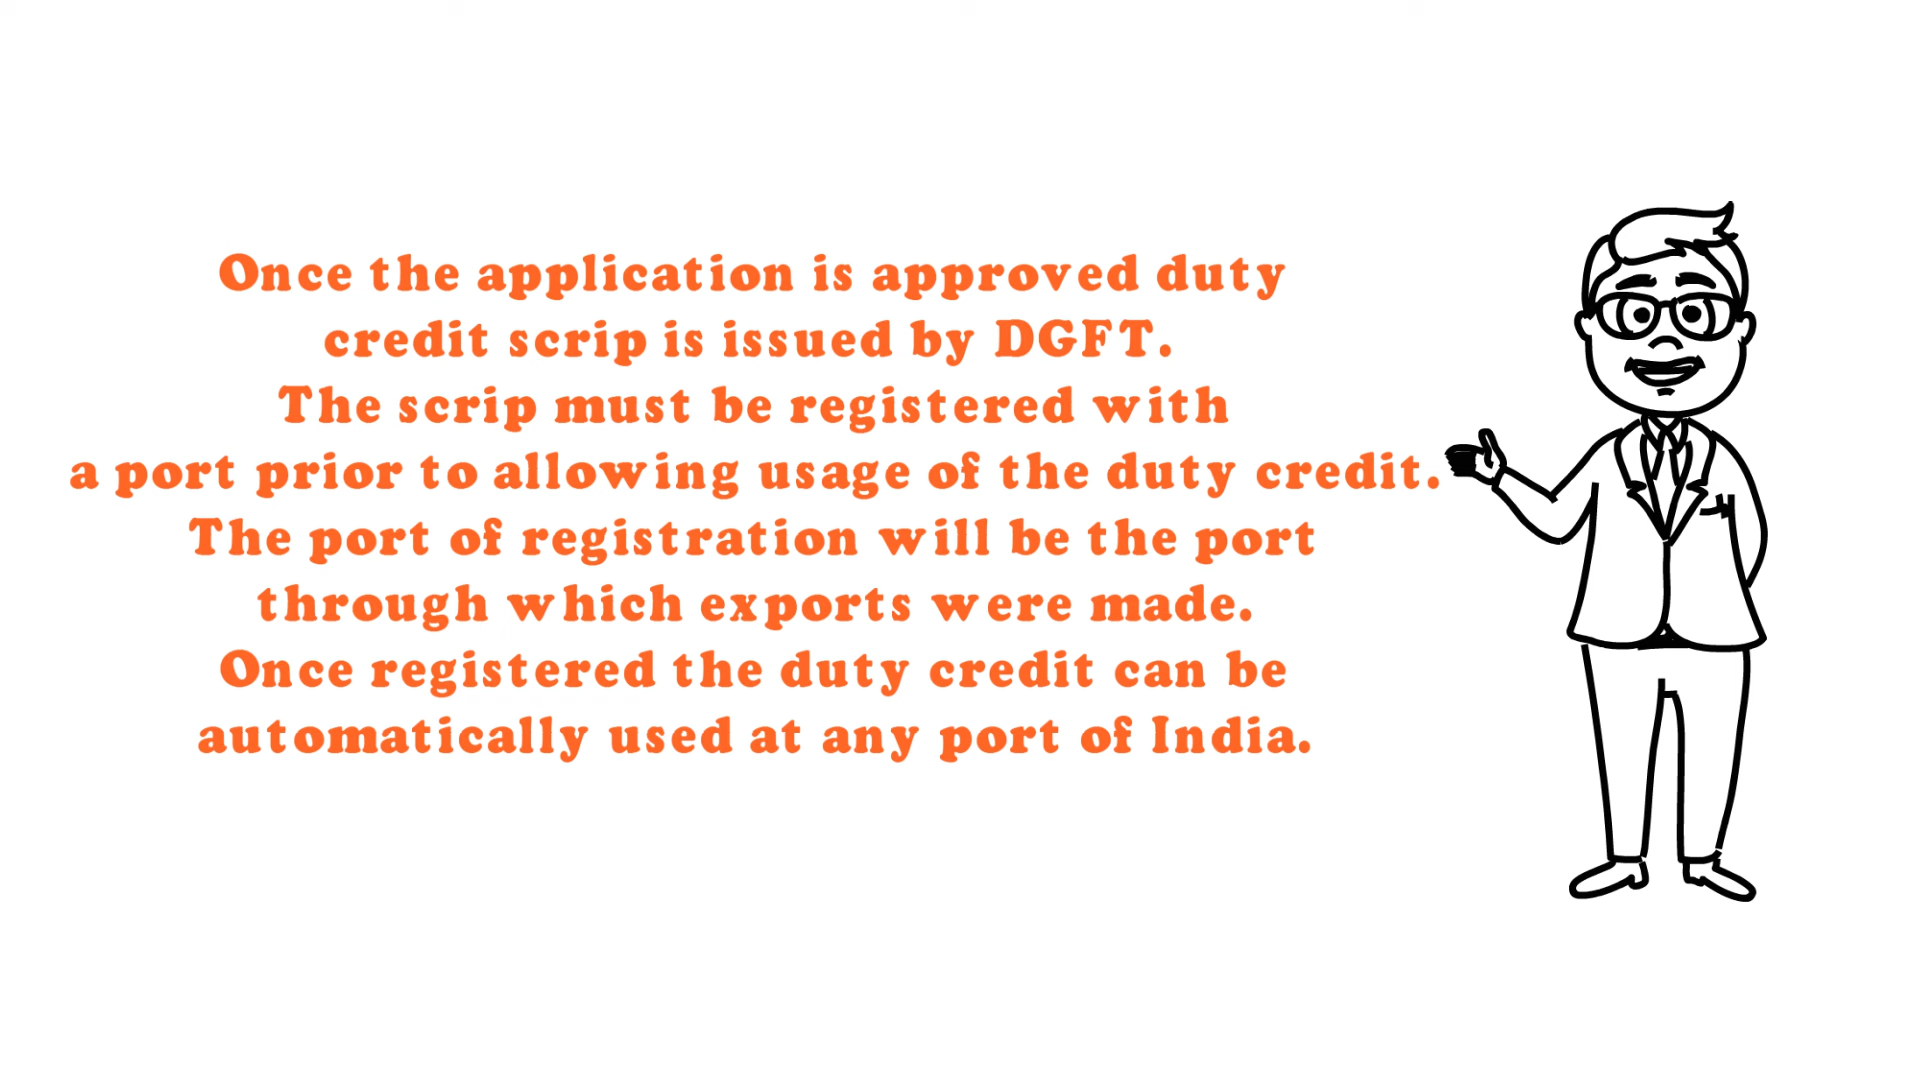 Once the application is approved duty
credit scrip is issued by DGFT.
The scrip must be registered with
a port prior to allowing usage of the duty credit.
The port of registration will be the port
through which exports were made.
Once registered the duty credit can be
automatically used at any port of India.